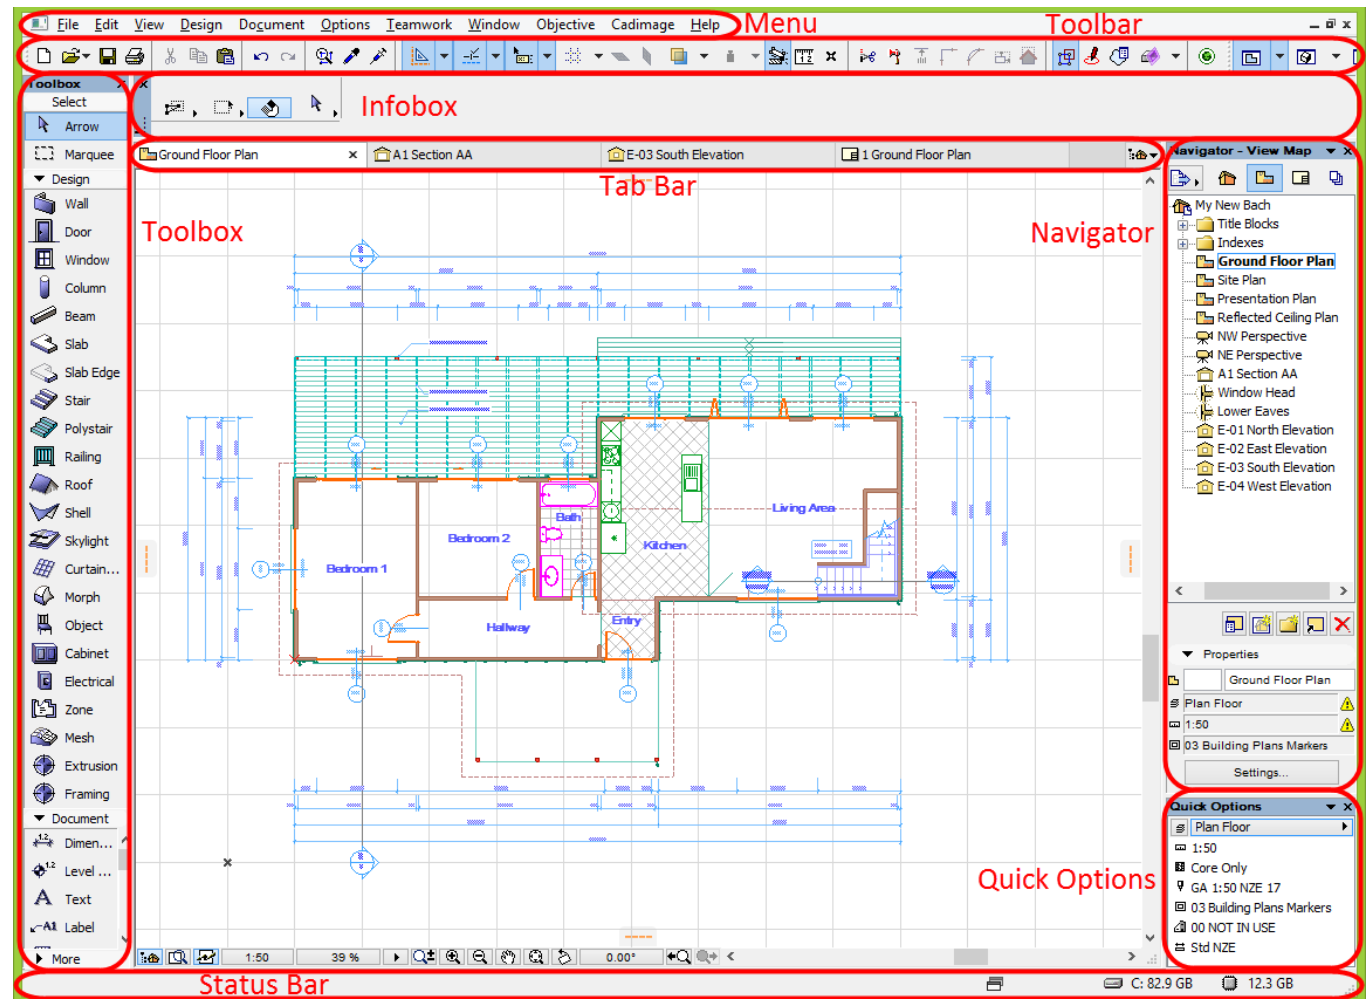 File Edit View Design Document Options Teamwork Window Objective Cadimage Help Menu Toolbar
Toolbox
Select
Arrow
Marquee
Design
Wall
Door
Window
Column
Beam
Slab
Slab Edge
Stair
Polystair
Railing
Roof
Shell
Skylight
Curtain...
Morph
Object
Cabinet
Electrical
Zone
Mesh
Extrusion
Framing
Document
Dimen...
Level ...
Text
Label
More
Infobox
Ground Floor Plan A1 Section AA E-03 South Elevation 1 Ground Floor Plan
Tab Bar
Toolbox
Navigator
Bedroom 1
Bedroom 2
Bath
Kitchen
Living Area
Hallway
Entry
Quick Options
Navigator - View Map
My New Bach
Title Blocks
Indexes
Ground Floor Plan
Site Plan
Presentation Plan
Reflected Ceiling Plan
NW Perspective
NE Perspective
A1 Section AA
Window Head
Lower Eaves
E-01 North Elevation
E-02 East Elevation
E-03 South Elevation
E-04 West Elevation
Properties
Ground Floor Plan
Plan Floor
1:50
03 Building Plans Markers
Settings...
Quick Options
Plan Floor
1:50
Core Only
GA 1:50 NZE 17
03 Building Plans Markers
00 NOT IN USE
Std NZE
1:50 39 % 0.00°
Status Bar
C: 82.9 GB 12.3 GB